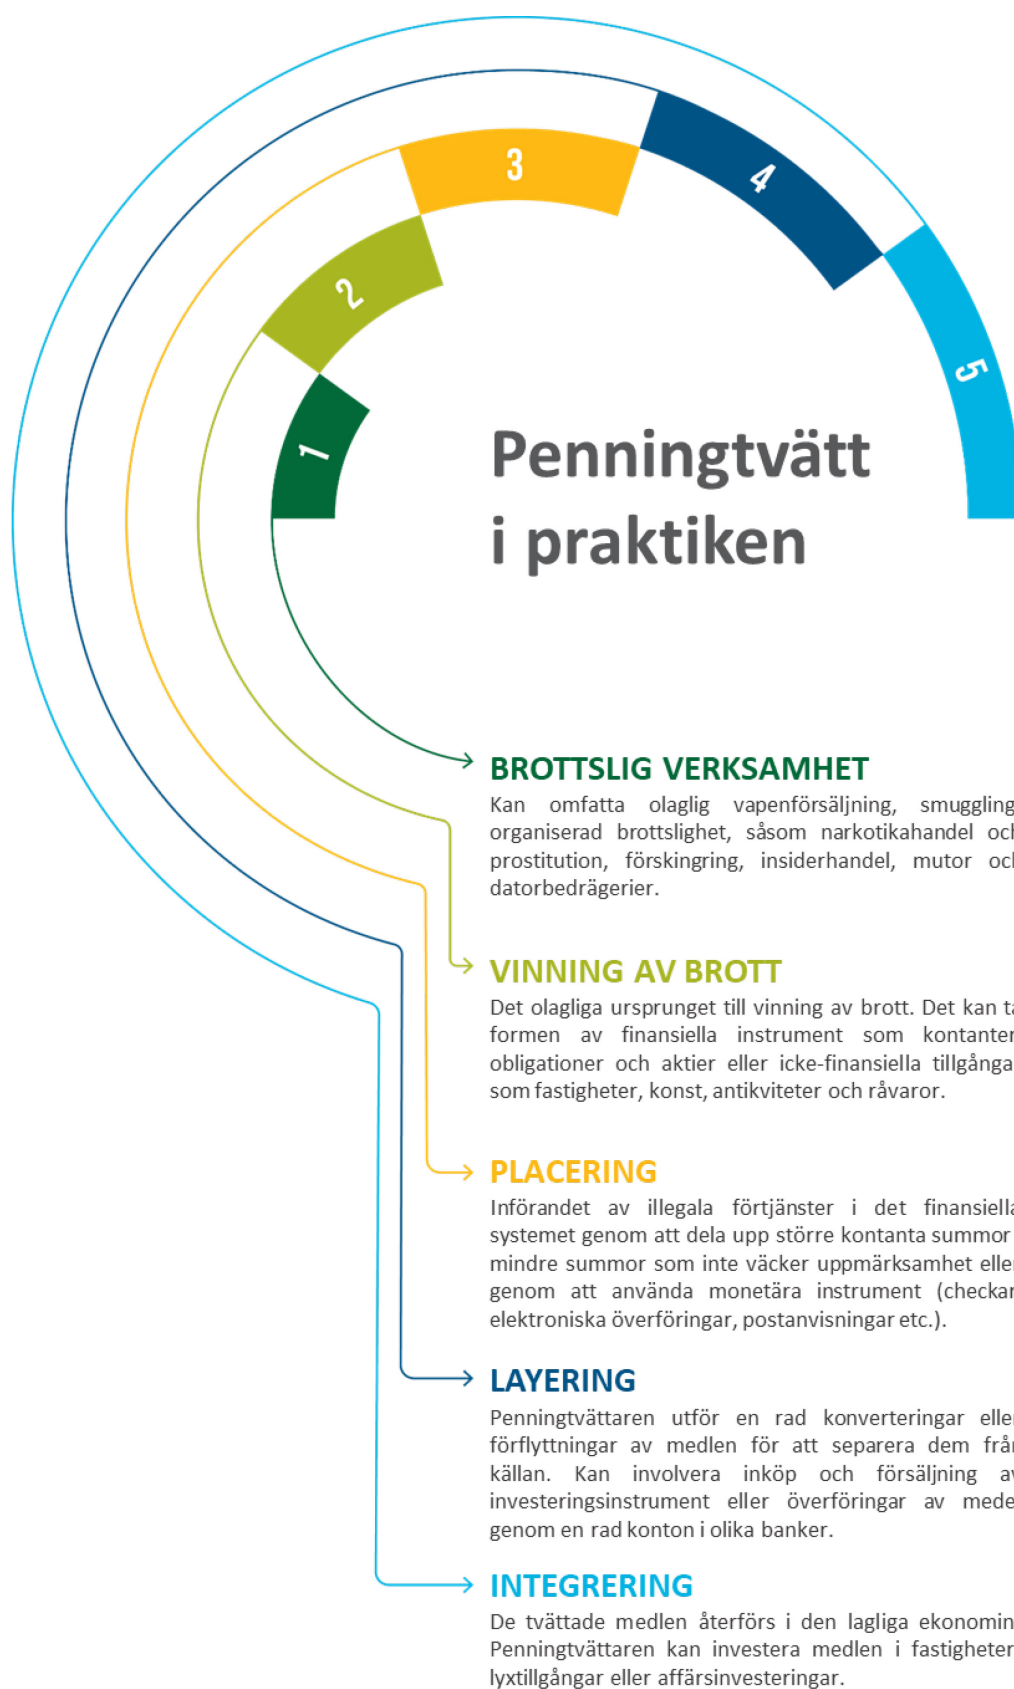 3
4
2
5
1
Penningtvätt
i praktiken
BROTTSLIG VERKSAMHET
Kan omfatta olaglig vapenförsäljning, smuggling,
organiserad brottslighet, såsom narkotikahandel och
prostitution, förskingring, insiderhandel, mutor och
datorbedrägerier.
VINNING AV BROTT
Det olagliga ursprunget till vinning av brott. Det kan ta
formen av finansiella instrument som kontanter,
obligationer och aktier eller icke-finansiella tillgångar
som fastigheter, konst, antikviteter och råvaror.
PLACERING
Införandet av illegala förtjänster i det finansiella
systemet genom att dela upp större kontanta summor
mindre summor som inte väcker uppmärksamhet eller
genom att använda monetära instrument (checkar,
elektroniska överföringar, postanvisningar etc.).
LAYERING
Penningtvättaren utför en rad konverteringar eller
förflyttningar av medlen för att separera dem från
källan. Kan involvera inköp och försäljning av
investeringsinstrument eller överföringar av medel
genom en rad konton i olika banker.
INTEGRERING
De tvättade medlen återförs i den lagliga ekonomin.
Penningtvättaren kan investera medlen i fastigheter,
lyxtillgångar eller affärsinvesteringar.